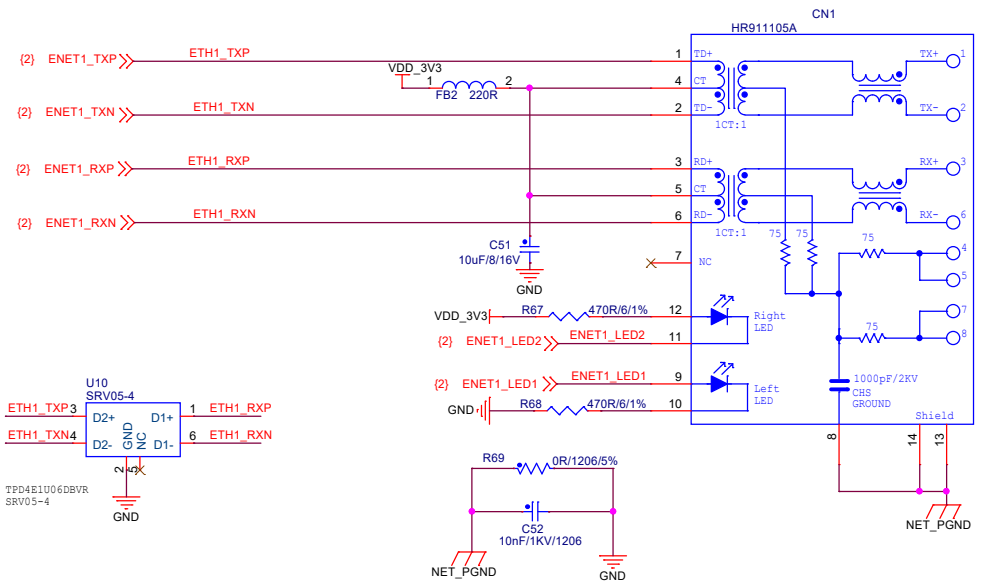 CN1
HR911105A
{2} ENET1_TXP ETH1_TXP 1 TD+ TX+ 1
VDD_3V3
1 FB2 220R 2 4 CT
{2} ENET1_TXN ETH1_TXN 2 TD- TX- 2
1CT:1
{2} ENET1_RXP ETH1_RXP 3 RD+ RX+ 3
5 CT
{2} ENET1_RXN ETH1_RXN 6 RD- RX- 6
1CT:1
75 75 75 4
C51
10uF/8/16V
7 NC
5
GND
VDD_3V3 R67 470R/6/1% 12 Right
LED
7
{2} ENET1_LED2 ENET1_LED2 11
75 8
{2} ENET1_LED1 ENET1_LED1 9 Left
LED
GND R68 470R/6/1% 10
1000pF/2KV
CHS
GROUND
Shield
8 14 13
NET_PGND
U10
SRV05-4
ETH1_TXP 3 D2+ D1+ 1 ETH1_RXP
ETH1_TXN 4 D2- GND NC D1- 6 ETH1_RXN
2 5
TPD4E1U06DBVR
SRV05-4
GND
R69 0R/1206/5%
C52
10nF/1KV/1206
NET_PGND
GND